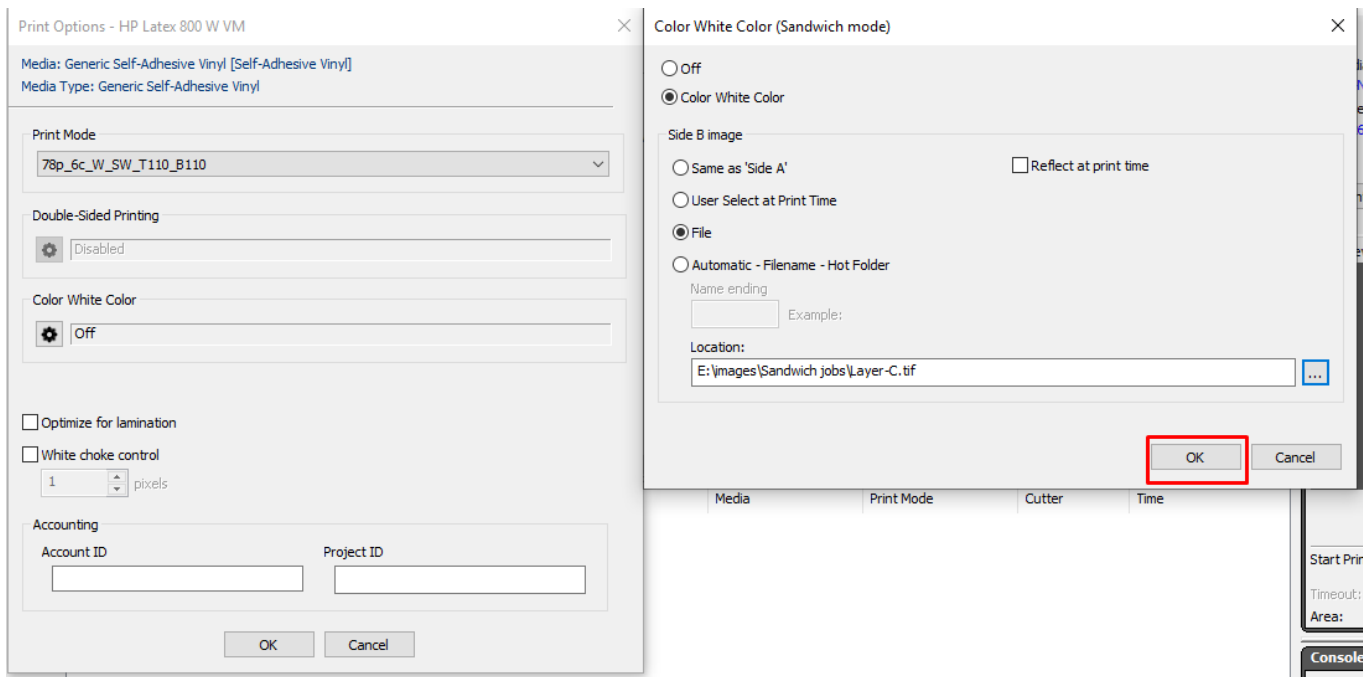 Print Options - HP Latex 800 W VM
Media: Generic Self-Adhesive Vinyl [Self-Adhesive Vinyl]
Media Type: Generic Self-Adhesive Vinyl
Print Mode
78p_6c_W_SW_T110_B110
Double-Sided Printing
Disabled
Color White Color
Off
Optimize for lamination
White choke control
1 pixels
Accounting
Account ID Project ID
OK Cancel
Color White Color (Sandwich mode)
Off
Color White Color
Side B image
Same as 'Side A' Reflect at print time
User Select at Print Time
File
Automatic - Filename - Hot Folder
Name ending
Example:
Location:
E:\images\Sandwich jobs\Layer-C.tif
...
OK Cancel
Media Print Mode Cutter Time
Start Prin
Timeout:
Area:
Console